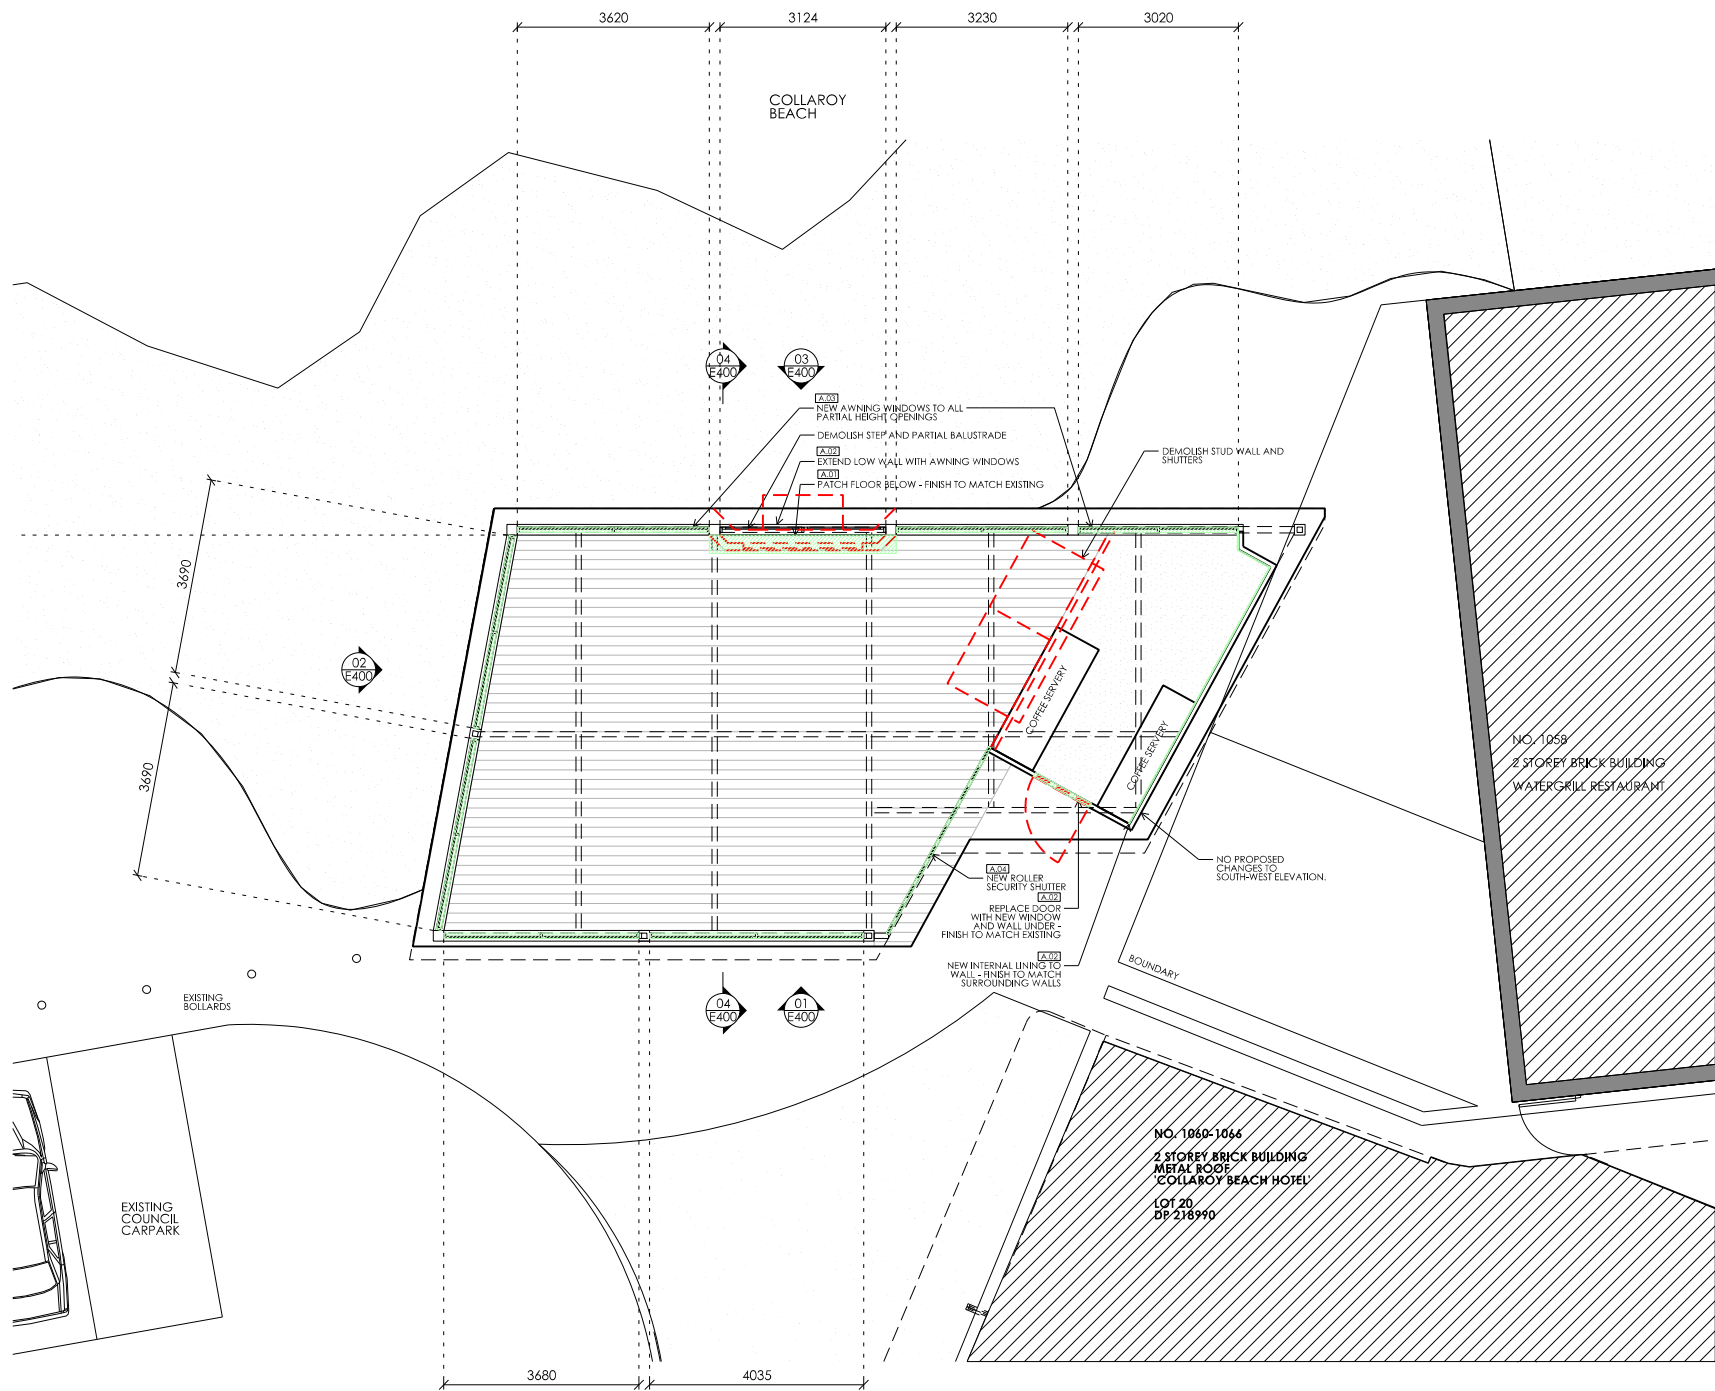 3620
3124
3230
3020
COLLAROY
BEACH
04
E400
03
E400
A.03
NEW AWNING WINDOWS TO ALL
PARTIAL HEIGHT OPENINGS
DEMOLISH STEP AND PARTIAL BALUSTRADE
A.02
EXTEND LOW WALL WITH AWNING WINDOWS
A.01
PATCH FLOOR BELOW - FINISH TO MATCH EXISTING
DEMOLISH STUD WALL AND
SHUTTERS
3690
02
E400
3690
COFFEE SERVERY
COFFEE SERVERY
NO. 1058
2 STOREY BRICK BUILDING
WATERGRILL RESTAURANT
NO PROPOSED
CHANGES TO
SOUTH-WEST ELEVATION.
A.04
NEW ROLLER
SECURITY SHUTTER
A.02
REPLACE DOOR
WITH NEW WINDOW
AND WALL UNDER -
FINISH TO MATCH EXISTING
A.02
NEW INTERNAL LINING TO
WALL - FINISH TO MATCH
SURROUNDING WALLS
BOUNDARY
EXISTING
BOLLARDS
04
E400
01
E400
NO. 1060-1066
2 STOREY BRICK BUILDING
METAL ROOF
'COLLAROY BEACH HOTEL'
LOT 20
DP 218990
EXISTING
COUNCIL
CARPARK
3680
4035